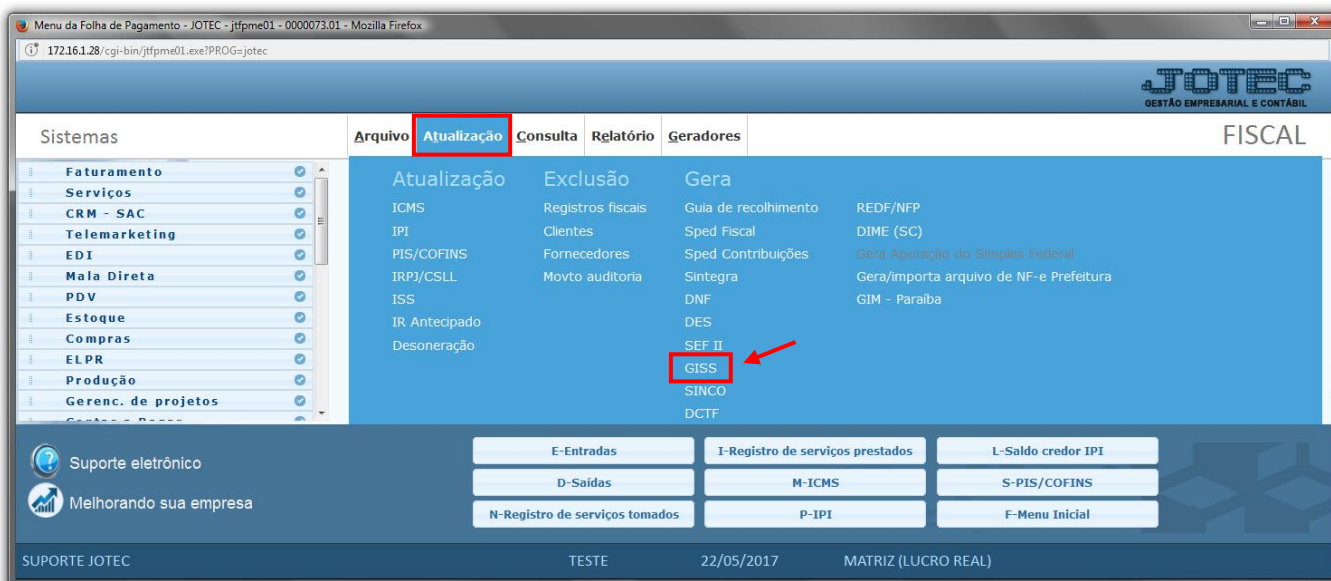 Menu da Folha de Pagamento - JOTEC - jtfpme01 - 0000073.01 - Mozilla Firefox
172.16.1.28/cgi-bin/jtfpme01.exe?PROG=jotec
JOTEC
GESTÃO EMPRESARIAL E CONTÁBIL
Sistemas
Arquivo Atualização Consulta Relatório Geradores
FISCAL
Faturamento
Serviços
CRM - SAC
Telemarketing
EDI
Mala Direta
PDV
Estoque
Compras
ELPR
Produção
Gerenc. de projetos
Atualização
ICMS
IPI
PIS/COFINS
IRPJ/CSLL
ISS
IR Antecipado
Desoneração
Exclusão
Registros fiscais
Clientes
Fornecedores
Movto auditoria
Gera
Guia de recolhimento
Sped Fiscal
Sped Contribuições
Sintegra
DNF
DES
SEF II
GISS
SINCO
DCTF
REDF/NFP
DIME (SC)
Gera Apuração do Simples Federal
Gera/importa arquivo de NF-e Prefeitura
GIM - Paraíba
Suporte eletrônico
Melhorando sua empresa
E-Entradas I-Registro de serviços prestados L-Saldo credor IPI
D-Saídas M-ICMS S-PIS/COFINS
N-Registro de serviços tomados P-IPI F-Menu Inicial
SUPORTE JOTEC TESTE 22/05/2017 MATRIZ (LUCRO REAL)